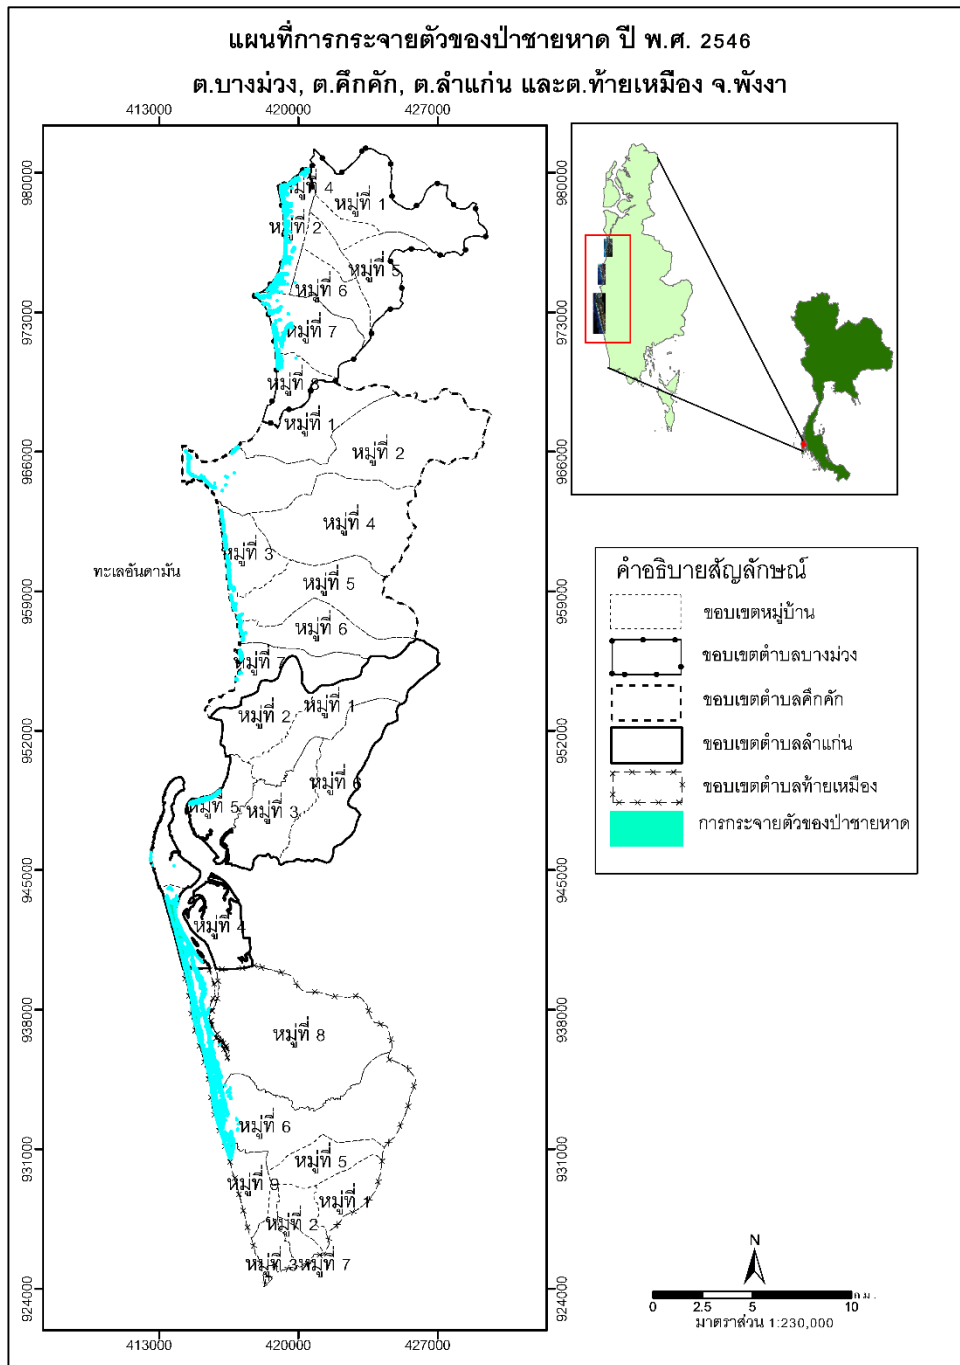 แผนที่การกระจายตัวของป่าชายหาด ปี พ.ศ. 2546
ต.บางม่วง, ต.คึกคัก, ต.ลำแก่น และต.ท้ายเหมือง จ.พังงา
413000 420000 427000
980000
973000
966000
959000
952000
945000
938000
931000
924000
หมู่ที่ 4
หมู่ที่ 1
หมู่ที่ 2
หมู่ที่ 5
หมู่ที่ 6
หมู่ที่ 7
หมู่ที่ 8
หมู่ที่ 1
หมู่ที่ 2
หมู่ที่ 4
หมู่ที่ 3
หมู่ที่ 5
หมู่ที่ 6
หมู่ที่ 7
ทะเลอันดามัน
หมู่ที่ 1
หมู่ที่ 2
หมู่ที่ 6
หมู่ที่ 5
หมู่ที่ 3
หมู่ที่ 4
หมู่ที่ 8
หมู่ที่ 6
หมู่ที่ 5
หมู่ที่ 9
หมู่ที่ 1
หมู่ที่ 2
หมู่ที่ 3
หมู่ที่ 7
980000
973000
966000
959000
952000
945000
938000
931000
924000
413000 420000 427000
คำอธิบายสัญลักษณ์
ขอบเขตหมู่บ้าน
ขอบเขตตำบลบางม่วง
ขอบเขตตำบลคึกคัก
ขอบเขตตำบลลำแก่น
ขอบเขตตำบลท้ายเหมือง
การกระจายตัวของป่าชายหาด
N
0 2.5 5 10 ก.ม.
มาตราส่วน 1:230,000